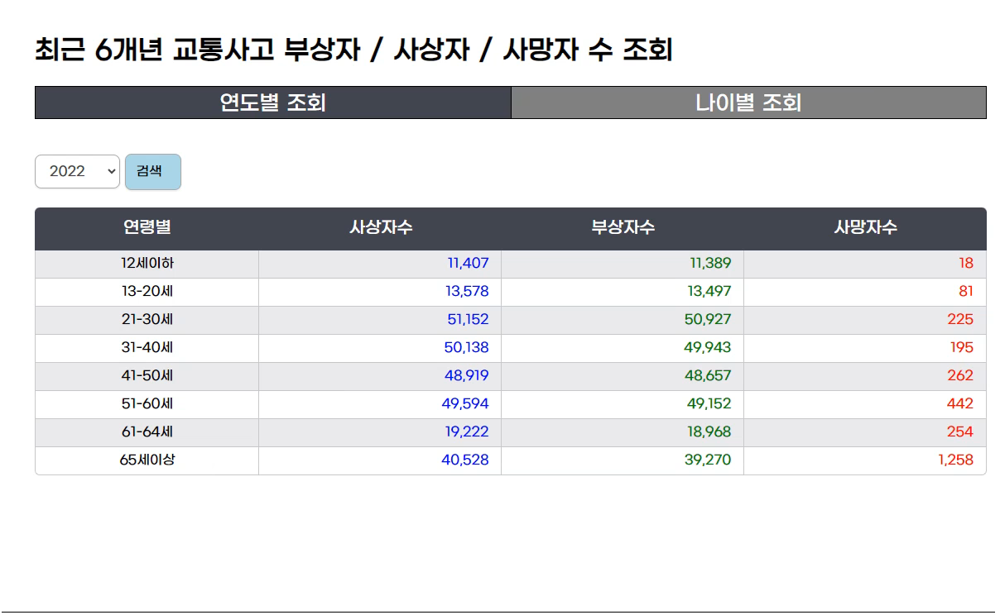 최근 6개년 교통사고 부상자 / 사상자 / 사망자 수 조회
연도별 조회 나이별 조회
2022 검색
연령별 사상자수 부상자수 사망자수
12세이하 11,407 11,389 18
13-20세 13,578 13,497 81
21-30세 51,152 50,927 225
31-40세 50,138 49,943 195
41-50세 48,919 48,657 262
51-60세 49,594 49,152 442
61-64세 19,222 18,968 254
65세이상 40,528 39,270 1,258